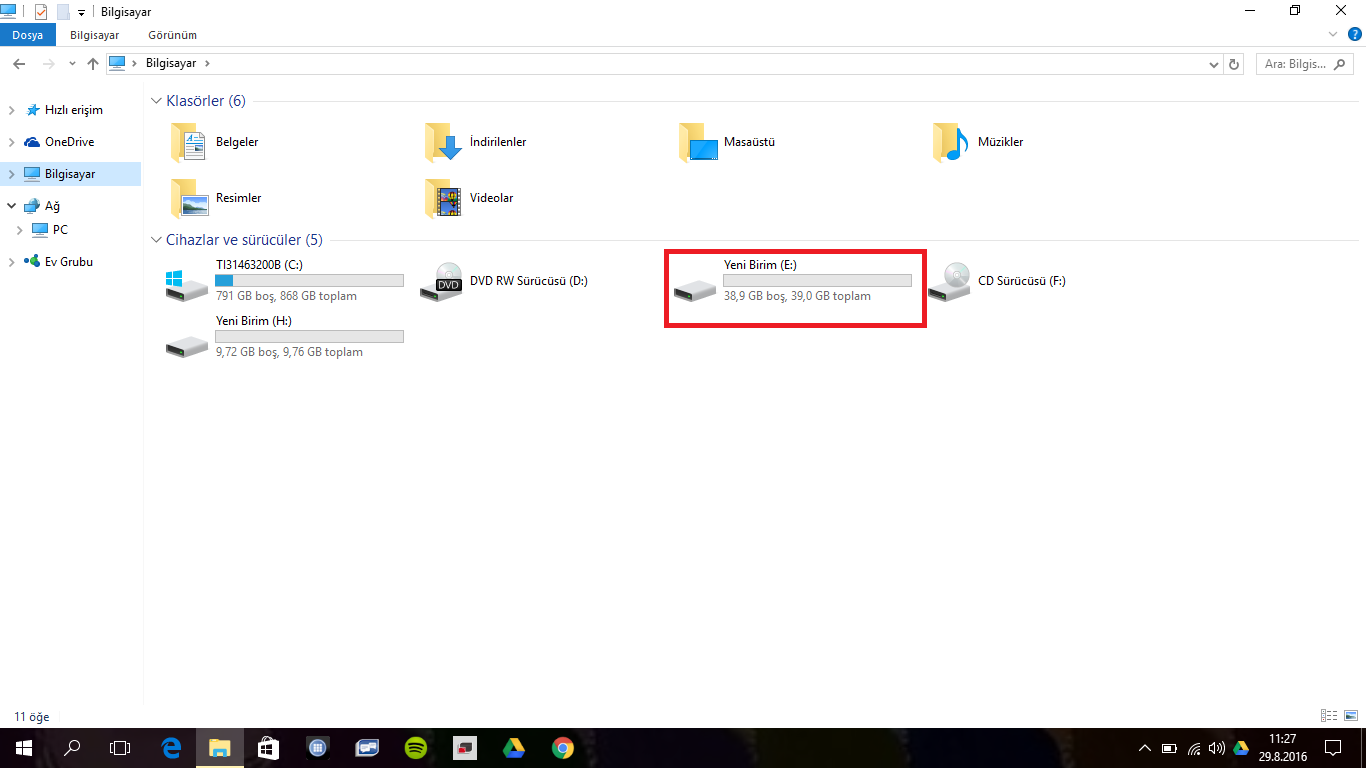 Bilgisayar
Dosya
Bilgisayar
Görünüm
Bilgisayar
Ara: Bilgis...
Hızlı erişim
OneDrive
Bilgisayar
Ağ
PC
Ev Grubu
Klasörler (6)
Belgeler
İndirilenler
Masaüstü
Müzikler
Resimler
Videolar
Cihazlar ve sürücüler (5)
TI31463200B (C:)
791 GB boş, 868 GB toplam
DVD
DVD RW Sürücüsü (D:)
Yeni Birim (E:)
38,9 GB boş, 39,0 GB toplam
CD Sürücüsü (F:)
Yeni Birim (H:)
9,72 GB boş, 9,76 GB toplam
11 öğe
11:27
29.8.2016